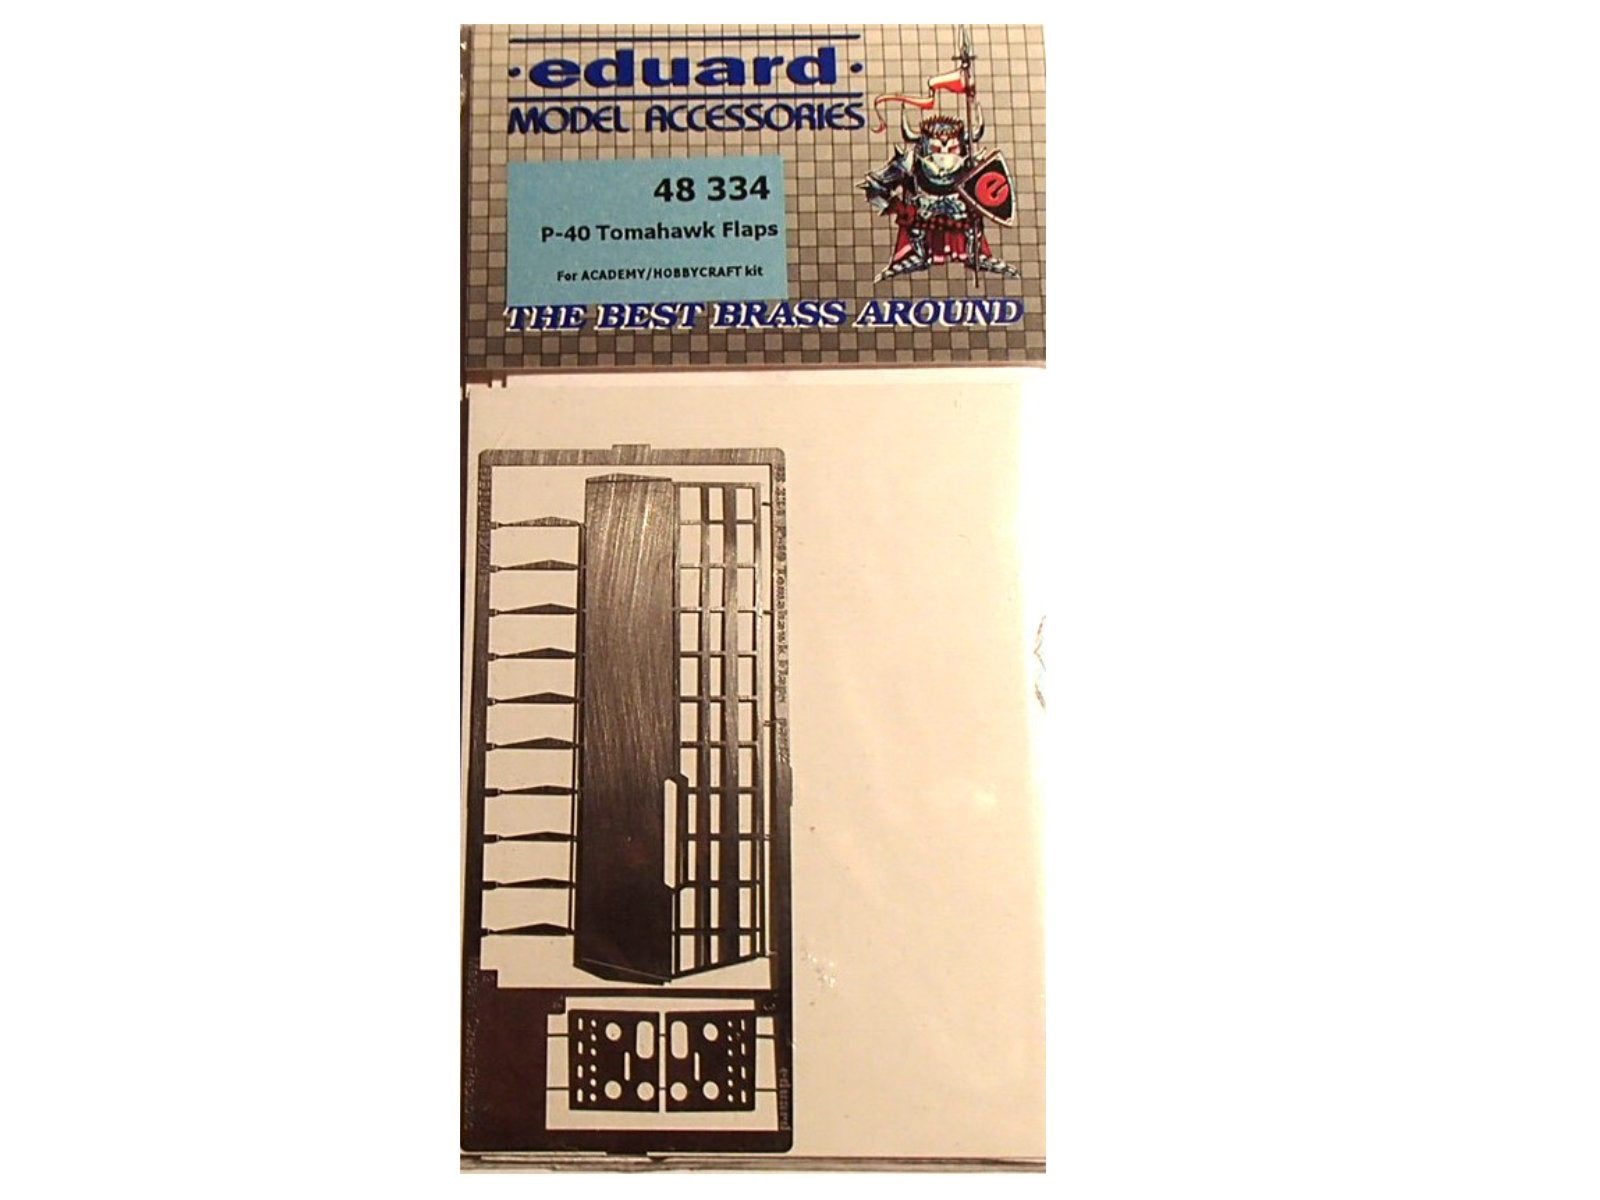 ·eduard·
MODEL ACCESSORIES
e
48 334
P-40 Tomahawk Flaps
For ACADEMY/HOBBYCRAFT kit
THE BEST BRASS AROUND
Tomahawk Flaps
eduard